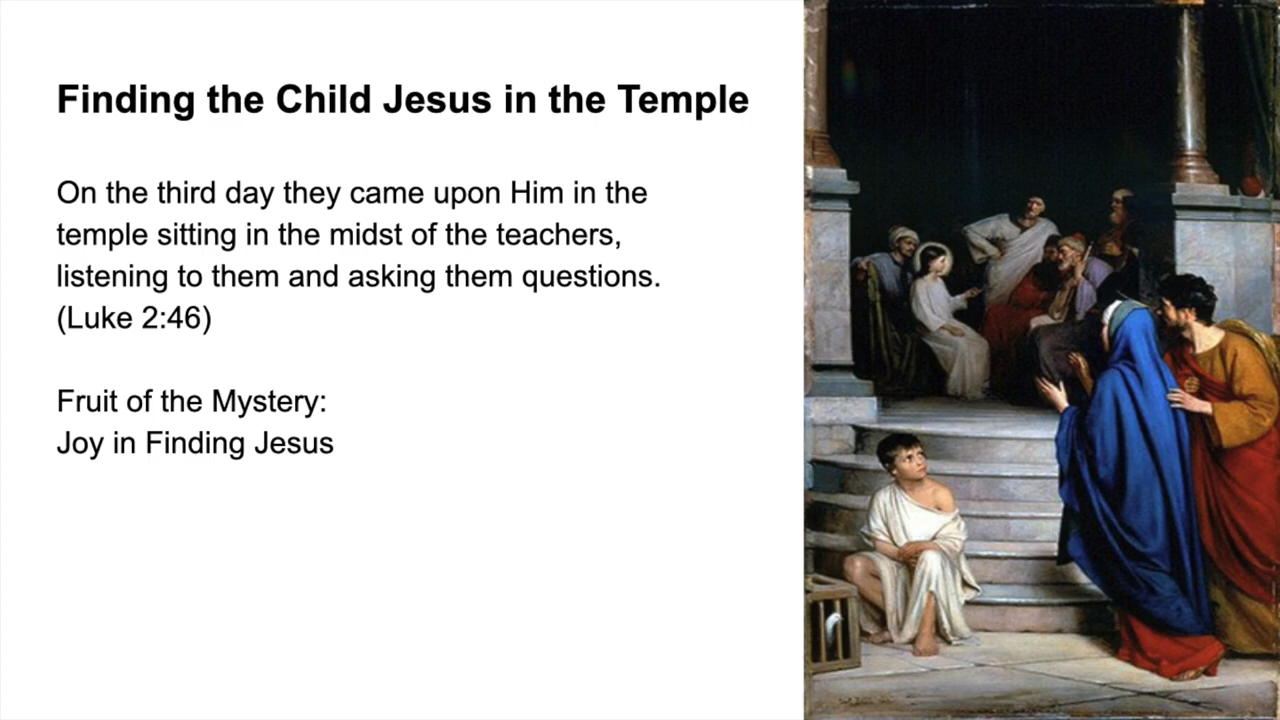 Finding the Child Jesus in the Temple
On the third day they came upon Him in the
temple sitting in the midst of the teachers,
listening to them and asking them questions.
(Luke 2:46)
Fruit of the Mystery:
Joy in Finding Jesus